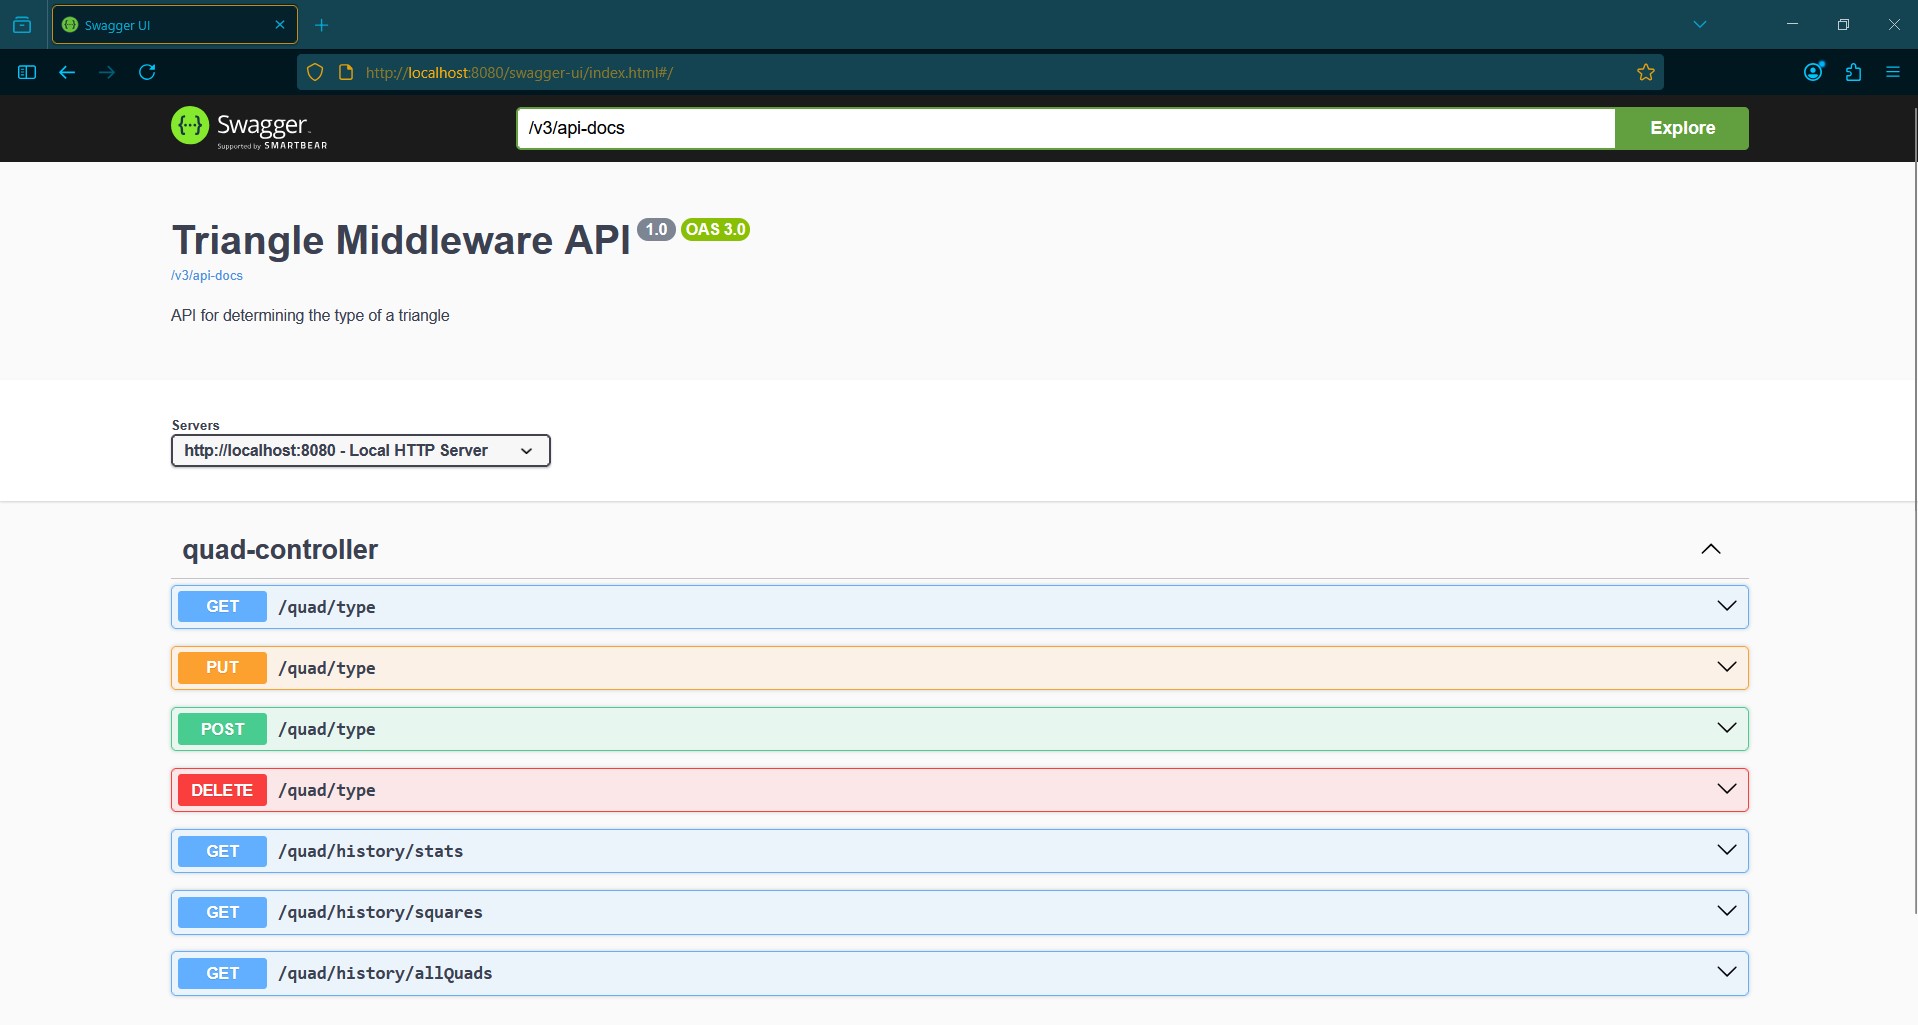 Swagger UI
http://localhost:8080/swagger-ui/index.html#/
Swagger
Supported by SMARTBEAR
/v3/api-docs
Explore
Triangle Middleware API 1.0 OAS 3.0
/v3/api-docs
API for determining the type of a triangle
Servers
http://localhost:8080 - Local HTTP Server
quad-controller
GET /quad/type
PUT /quad/type
POST /quad/type
DELETE /quad/type
GET /quad/history/stats
GET /quad/history/squares
GET /quad/history/allQuads